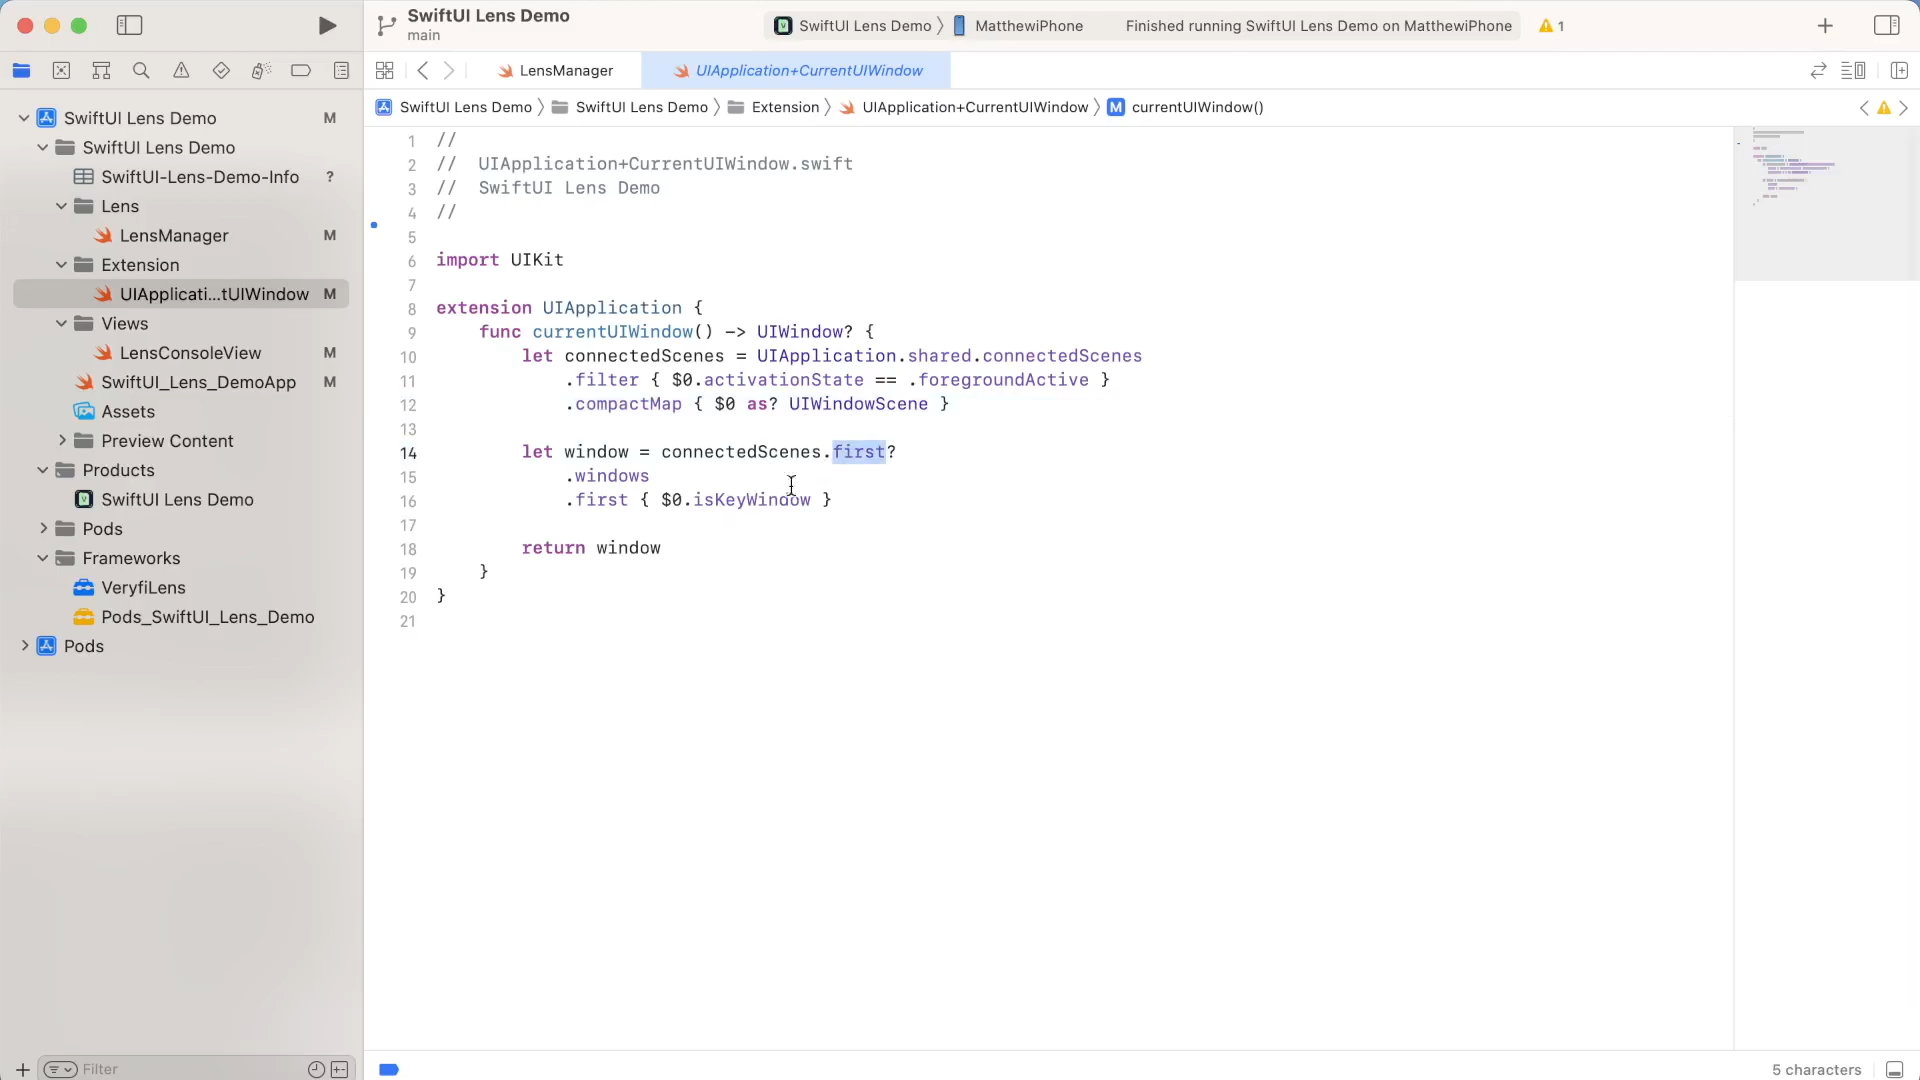 SwiftUI Lens Demo
main
SwiftUI Lens Demo 〉 MatthewiPhone
Finished running SwiftUI Lens Demo on MatthewiPhone
1
LensManager
UIApplication+CurrentUIWindow
SwiftUI Lens Demo 〉 SwiftUI Lens Demo 〉 Extension 〉 UIApplication+CurrentUIWindow 〉 M currentUIWindow()
SwiftUI Lens Demo M
SwiftUI Lens Demo
SwiftUI-Lens-Demo-Info ?
Lens
LensManager M
Extension
UIApplicati...tUIWindow M
Views
LensConsoleView M
SwiftUI_Lens_DemoApp M
Assets
Preview Content
Products
SwiftUI Lens Demo
Pods
Frameworks
VeryfiLens
Pods_SwiftUI_Lens_Demo
Pods
Filter
1 //
2 // UIApplication+CurrentUIWindow.swift
3 // SwiftUI Lens Demo
4 //
5
6 import UIKit
7
8 extension UIApplication {
9 func currentUIWindow() -> UIWindow? {
10 let connectedScenes = UIApplication.shared.connectedScenes
11 .filter { $0.activationState == .foregroundActive }
12 .compactMap { $0 as? UIWindowScene }
13
14 let window = connectedScenes.first?
15 .windows
16 .first { $0.isKeyWindow }
17
18 return window
19 }
20 }
21
5 characters